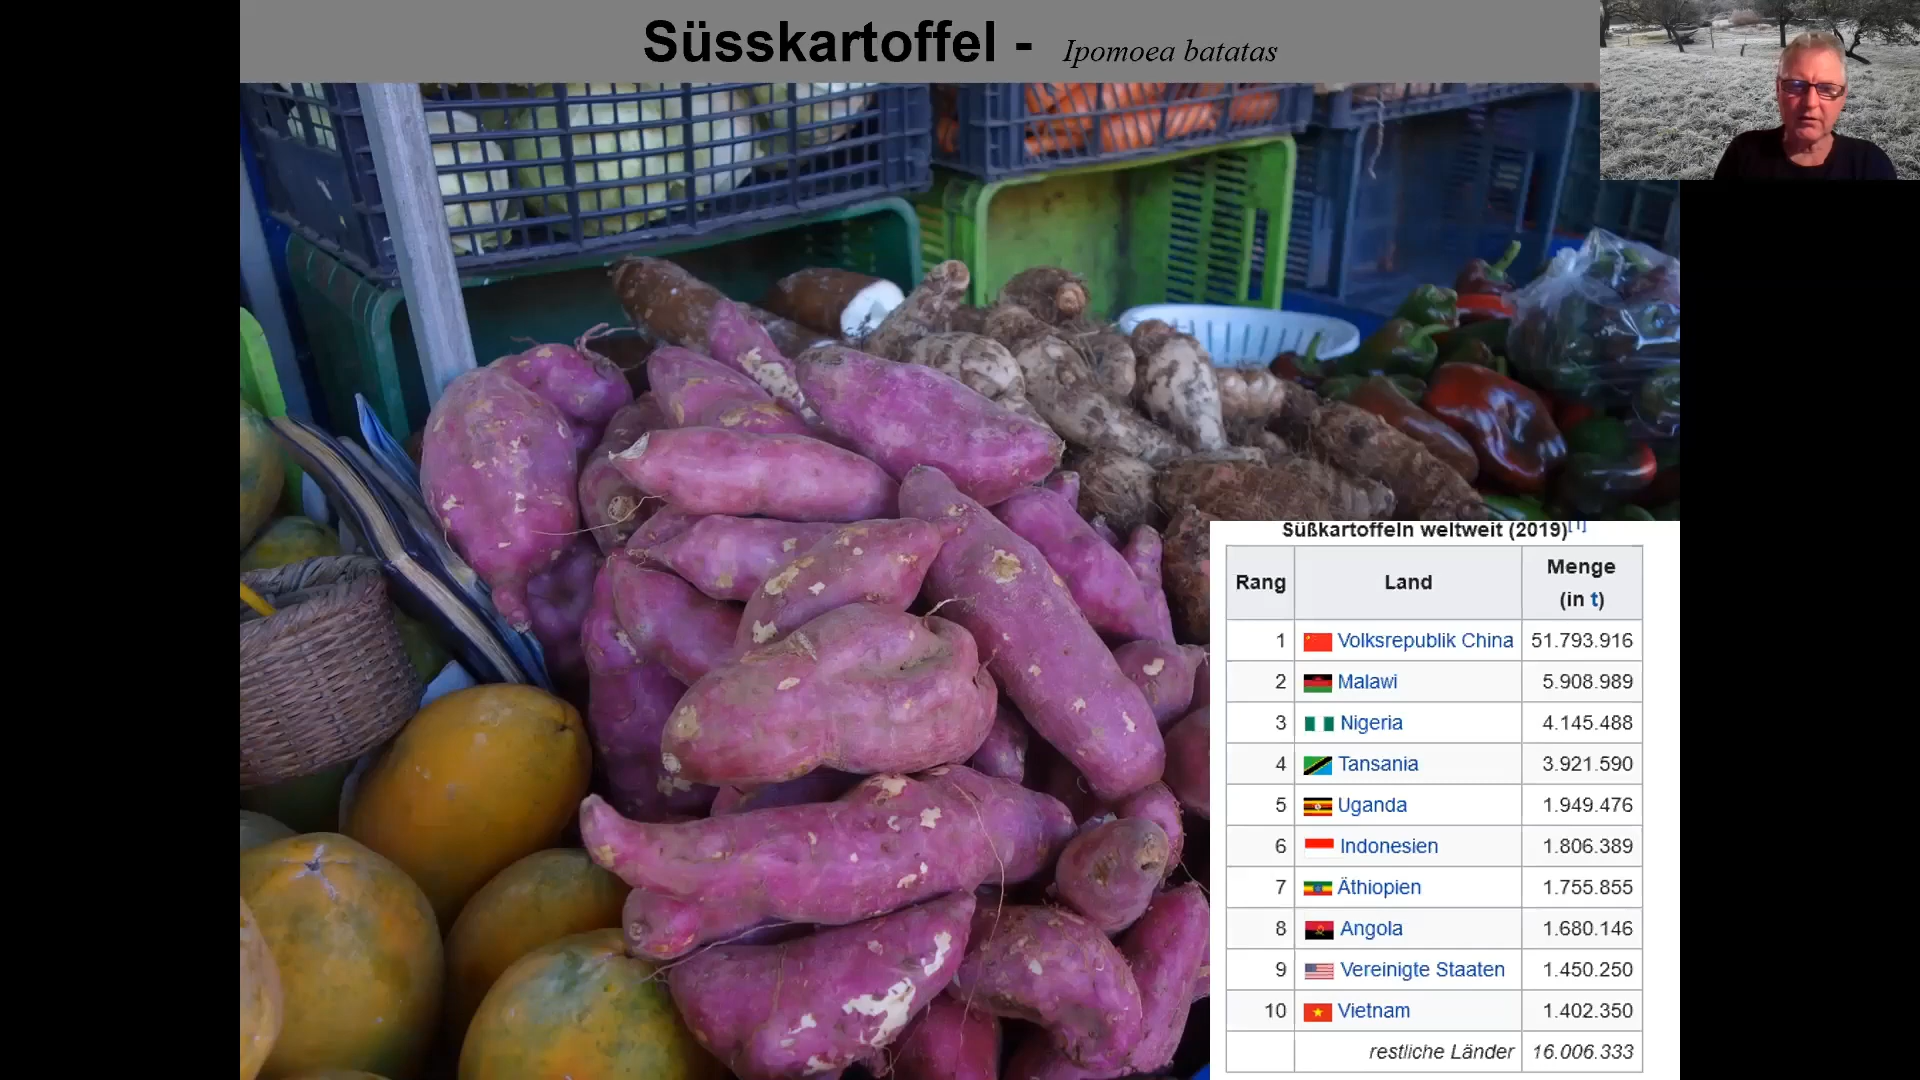 Süsskartoffel - Ipomoea batatas
Süßkartoffeln weltweit (2019)[1]
Rang Land Menge (in t)
1 Volksrepublik China 51.793.916
2 Malawi 5.908.989
3 Nigeria 4.145.488
4 Tansania 3.921.590
5 Uganda 1.949.476
6 Indonesien 1.806.389
7 Äthiopien 1.755.855
8 Angola 1.680.146
9 Vereinigte Staaten 1.450.250
10 Vietnam 1.402.350
restliche Länder 16.006.333